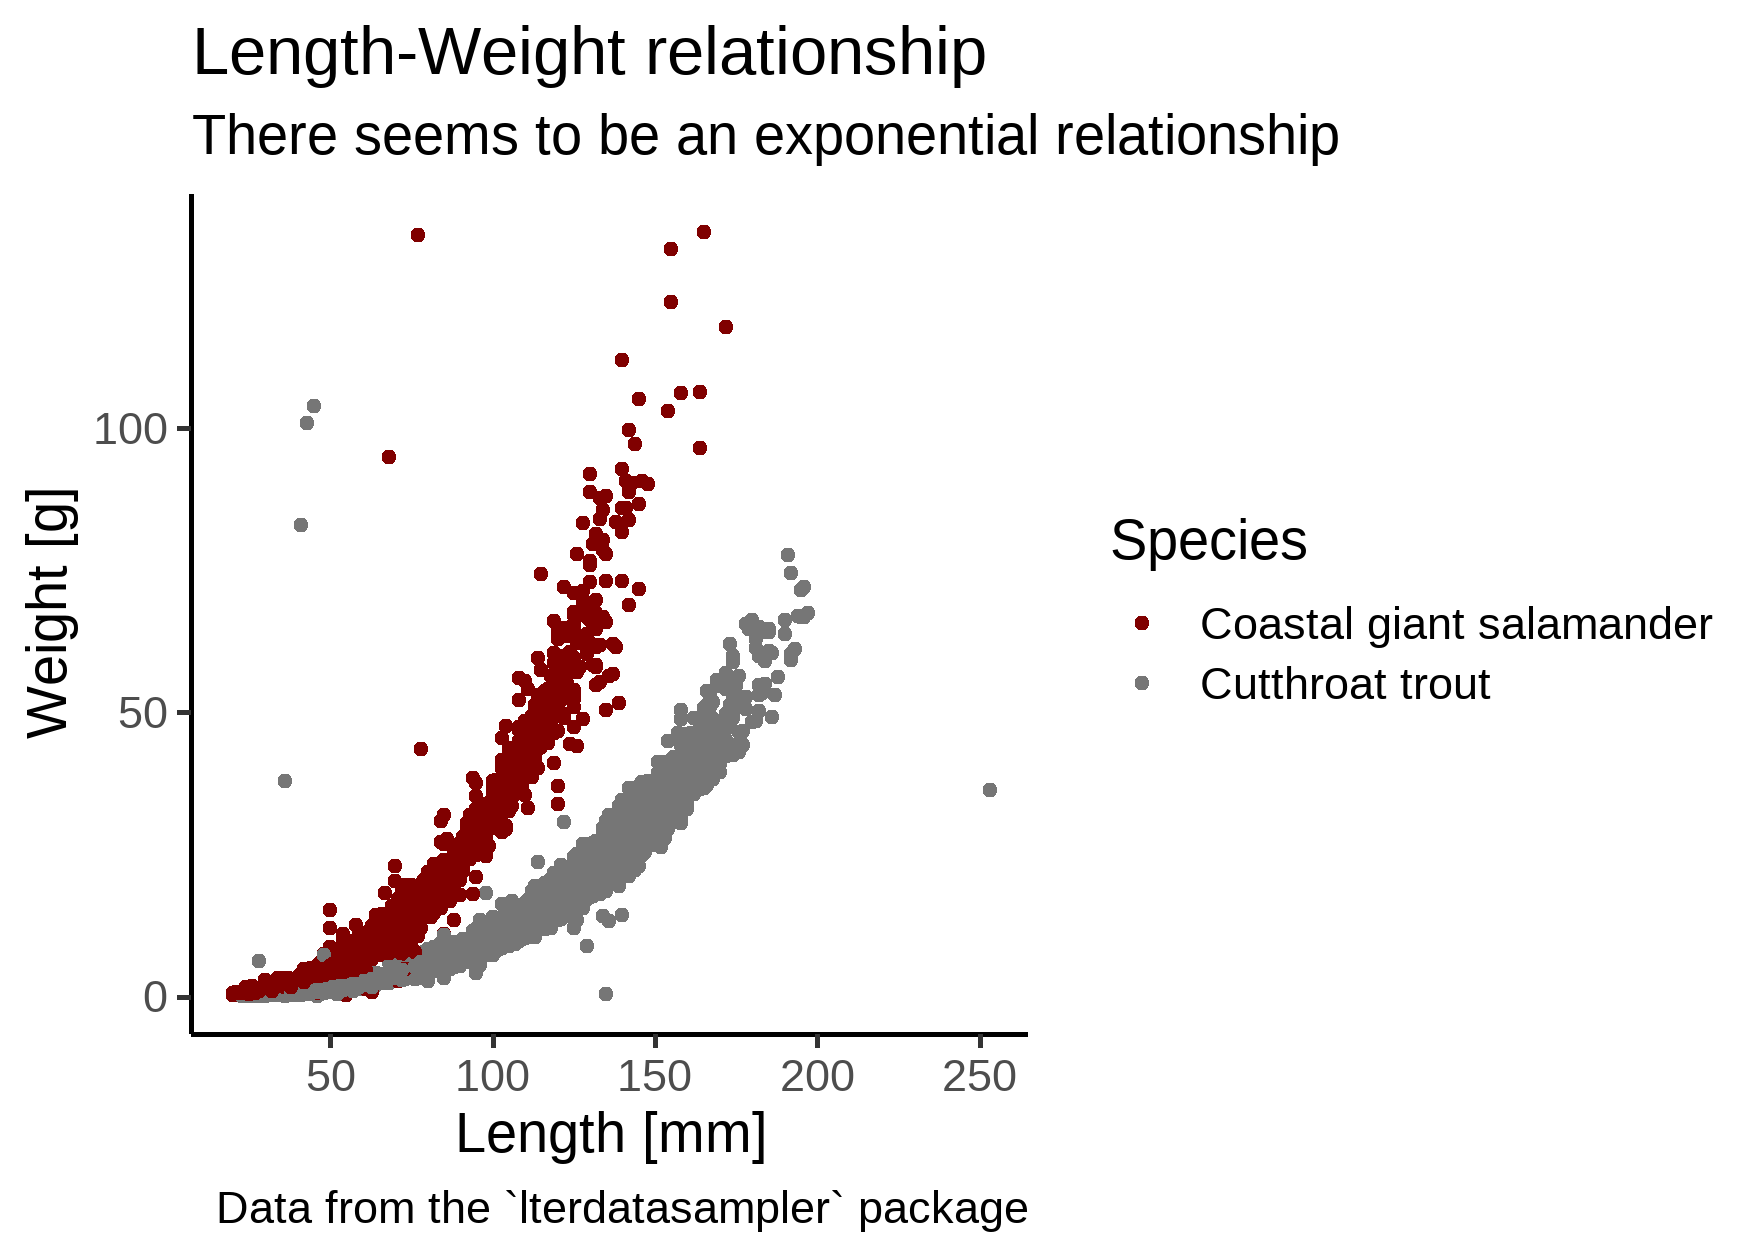 Length-Weight relationship
There seems to be an exponential relationship
Weight [g]
100
50
0
50 100 150 200 250
Length [mm]
Species
Coastal giant salamander
Cutthroat trout
Data from the `lterdatasampler` package